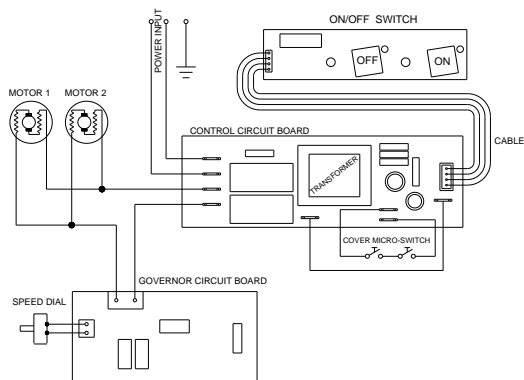 ON/OFF SWITCH
POWER INPUT
OFF
ON
MOTOR 1
MOTOR 2
CONTROL CIRCUIT BOARD
CABLE
TRANSFORMER
COVER MICRO-SWITCH
GOVERNOR CIRCUIT BOARD
SPEED DIAL